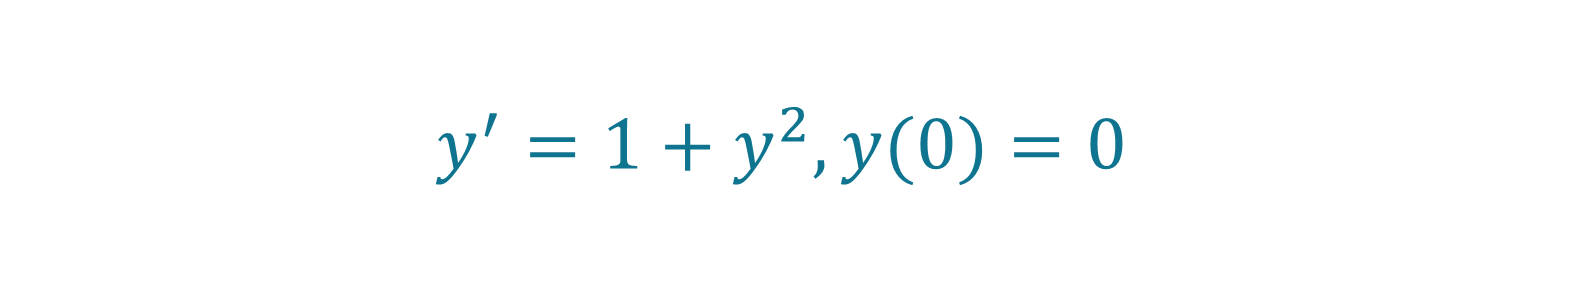 y′ = 1 + y², y(0) = 0